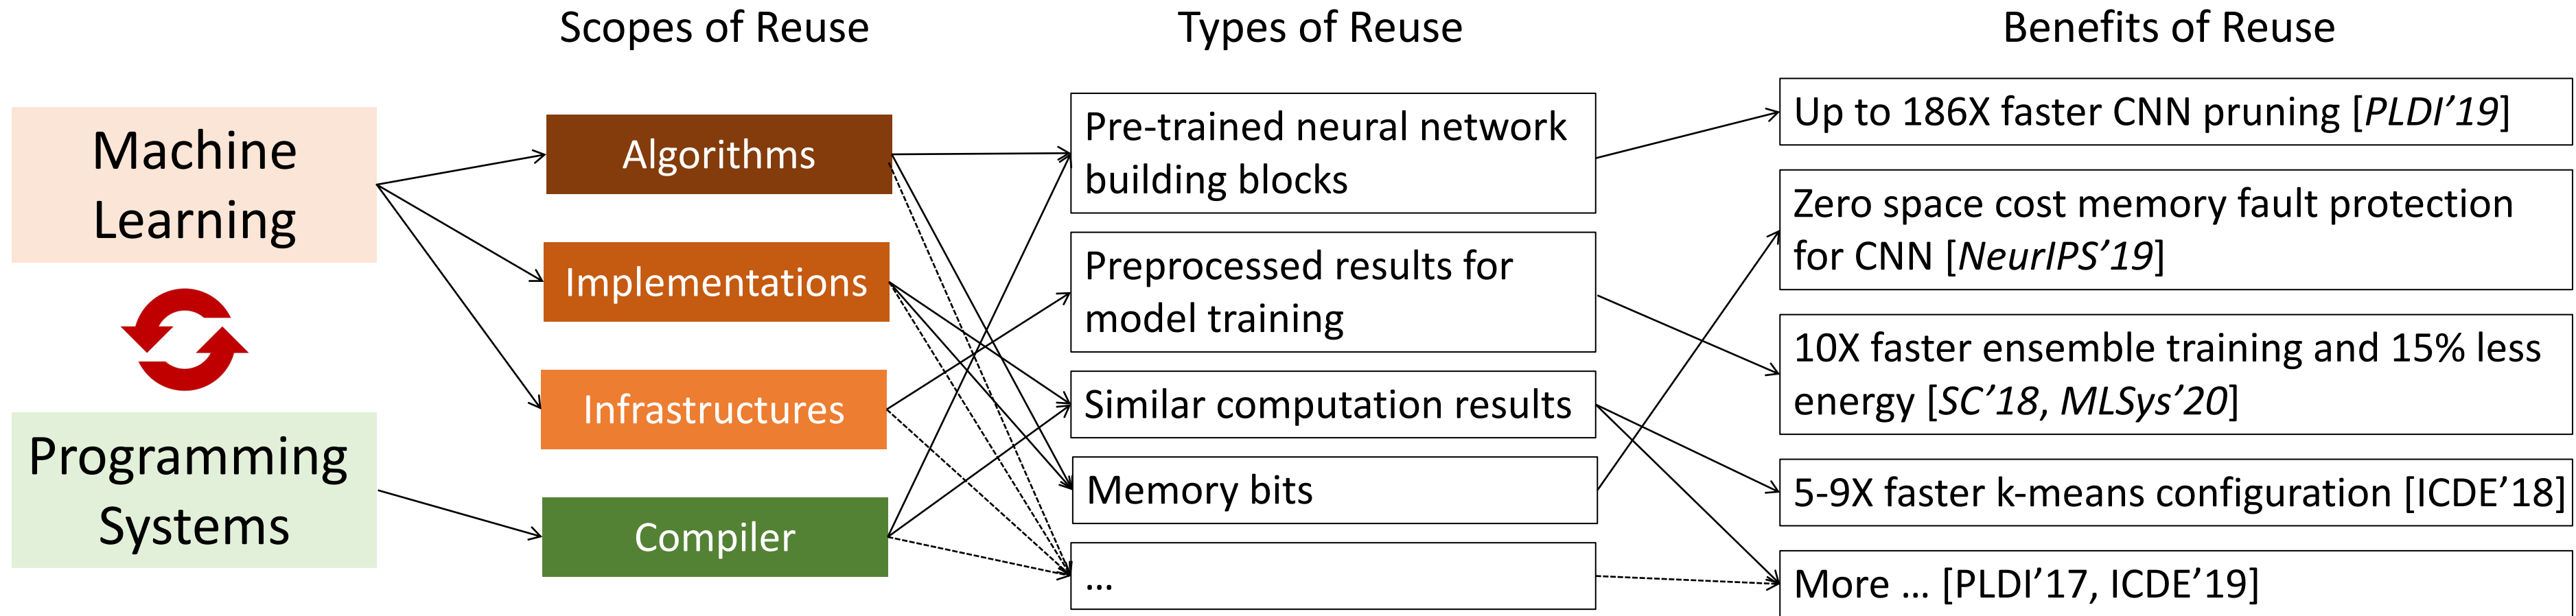 Scopes of Reuse
Types of Reuse
Benefits of Reuse
Machine
Learning
Programming
Systems
Algorithms
Implementations
Infrastructures
Compiler
Pre-trained neural network
building blocks
Preprocessed results for
model training
Similar computation results
Memory bits
...
Up to 186X faster CNN pruning [PLDI’19]
Zero space cost memory fault protection
for CNN [NeurIPS’19]
10X faster ensemble training and 15% less
energy [SC’18, MLSys’20]
5-9X faster k-means configuration [ICDE’18]
More ... [PLDI’17, ICDE’19]